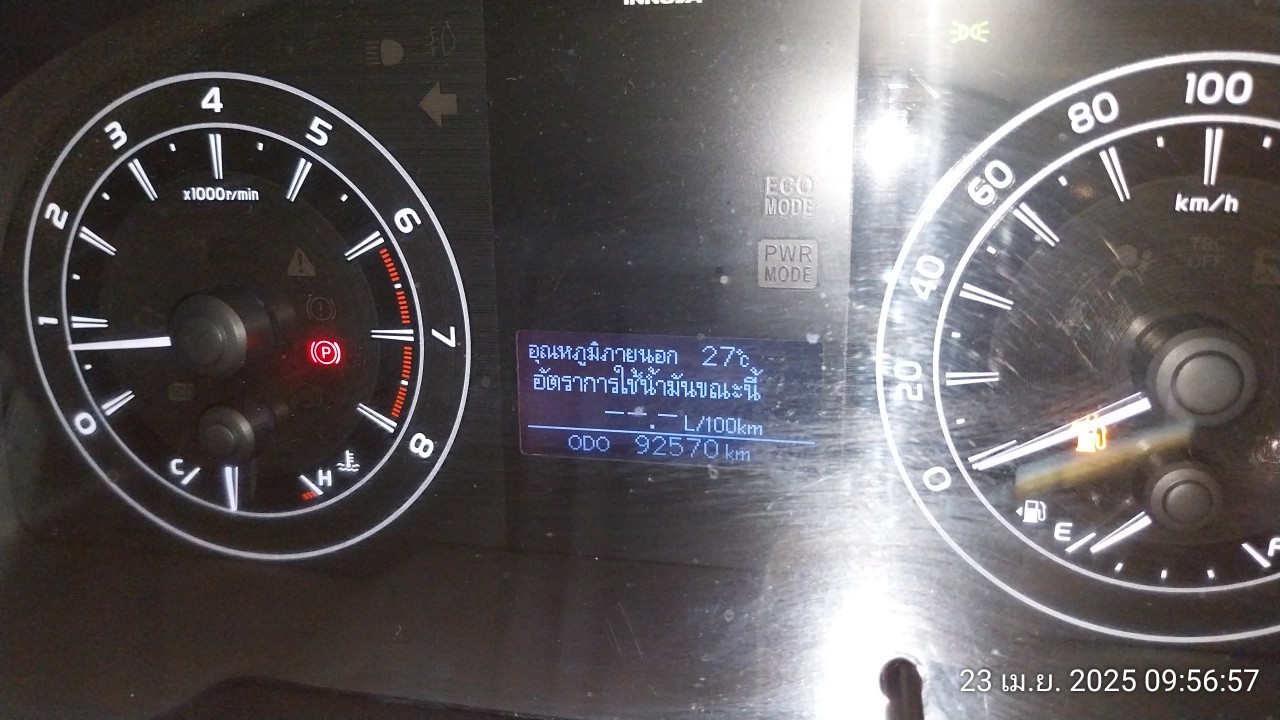 INNOVA
4
3
5
x1000r/min
2
6
1
7
0
8
C
H
P
ECO
MODE
PWR
MODE
อุณหภูมิภายนอก 27℃
อัตราการใช้น้ำมันขณะนี้
--.- L/100km
ODO 92570 km
100
80
60
km/h
40
TRC
OFF
20
0
E
F
23 เม.ย. 2025 09:56:57